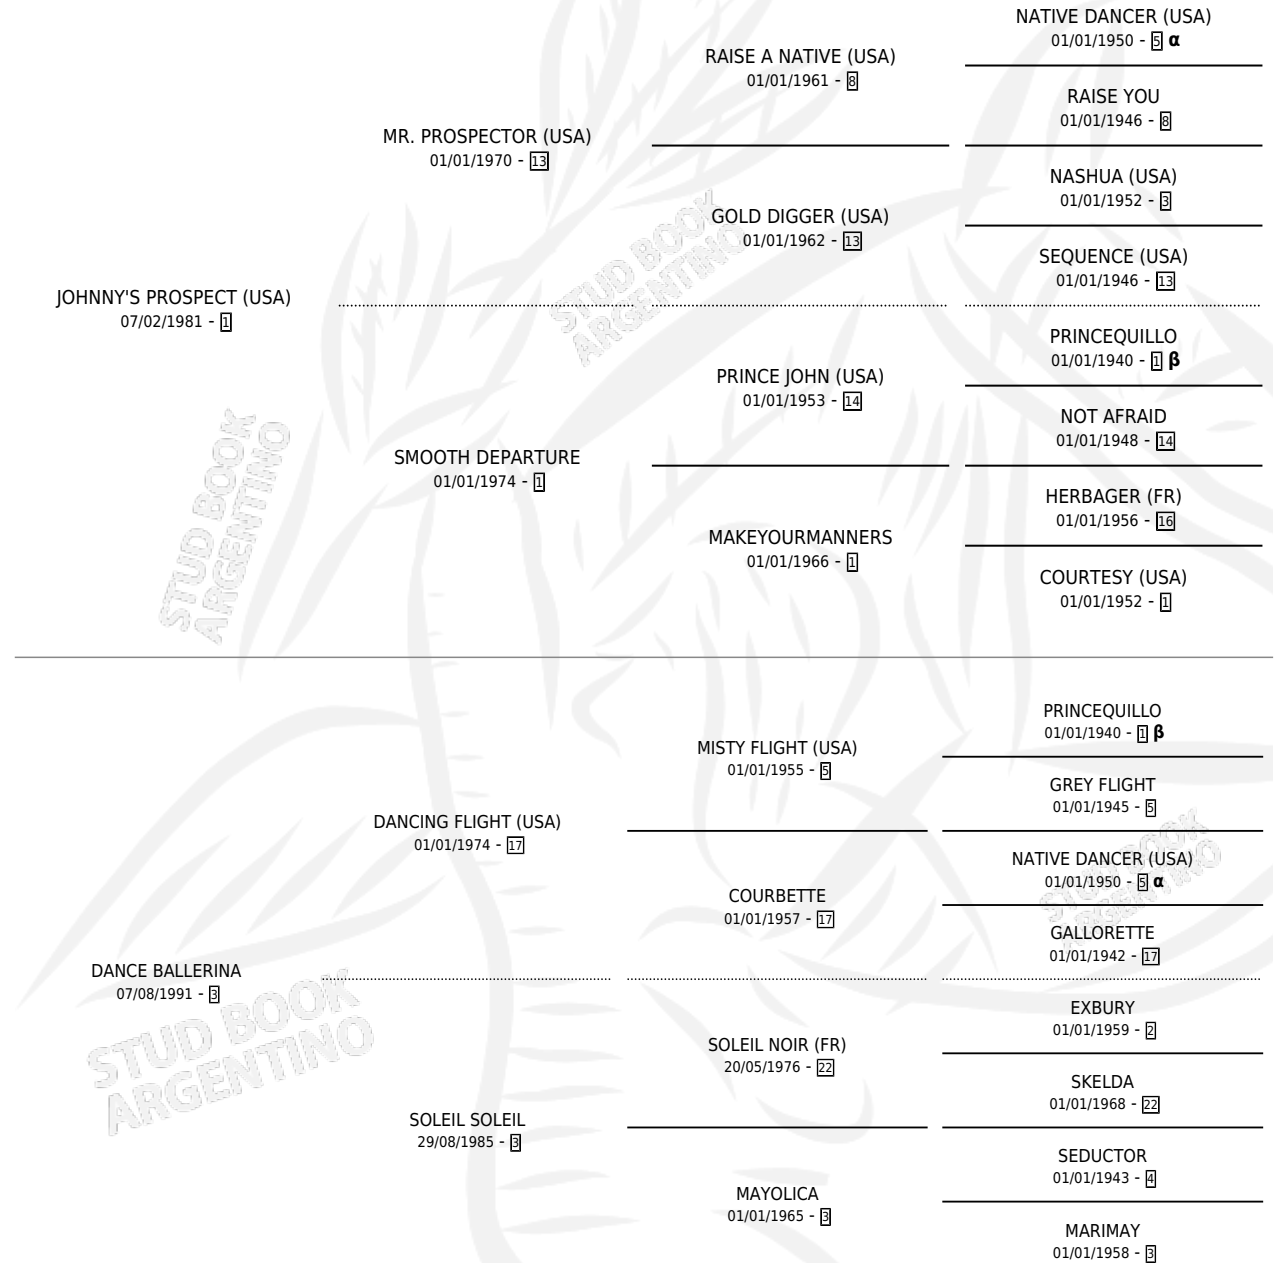 NATIVE DANCER (USA)
01/01/1950 - 5 α
RAISE A NATIVE (USA)
01/01/1961 - 8
RAISE YOU
01/01/1946 - 8
MR. PROSPECTOR (USA)
01/01/1970 - 13
NASHUA (USA)
01/01/1952 - 3
GOLD DIGGER (USA)
01/01/1962 - 13
SEQUENCE (USA)
01/01/1946 - 13
JOHNNY'S PROSPECT (USA)
07/02/1981 - 1
PRINCEQUILLO
01/01/1940 - 1 β
PRINCE JOHN (USA)
01/01/1953 - 14
NOT AFRAID
01/01/1948 - 14
SMOOTH DEPARTURE
01/01/1974 - 1
HERBAGER (FR)
01/01/1956 - 16
MAKEYOURMANNERS
01/01/1966 - 1
COURTESY (USA)
01/01/1952 - 1
PRINCEQUILLO
01/01/1940 - 1 β
MISTY FLIGHT (USA)
01/01/1955 - 5
GREY FLIGHT
01/01/1945 - 5
DANCING FLIGHT (USA)
01/01/1974 - 17
NATIVE DANCER (USA)
01/01/1950 - 5 α
COURBETTE
01/01/1957 - 17
GALLORETTE
01/01/1942 - 17
DANCE BALLERINA
07/08/1991 - 3
EXBURY
01/01/1959 - 2
SOLEIL NOIR (FR)
20/05/1976 - 22
SKELDA
01/01/1968 - 22
SOLEIL SOLEIL
29/08/1985 - 3
SEDUCTOR
01/01/1943 - 4
MAYOLICA
01/01/1965 - 3
MARIMAY
01/01/1958 - 3
STUD BOOK
ARGENTINO
STUD BOOK
ARGENTINO
STUD BOOK
ARGENTINO
STUD BOOK
ARGENTINO